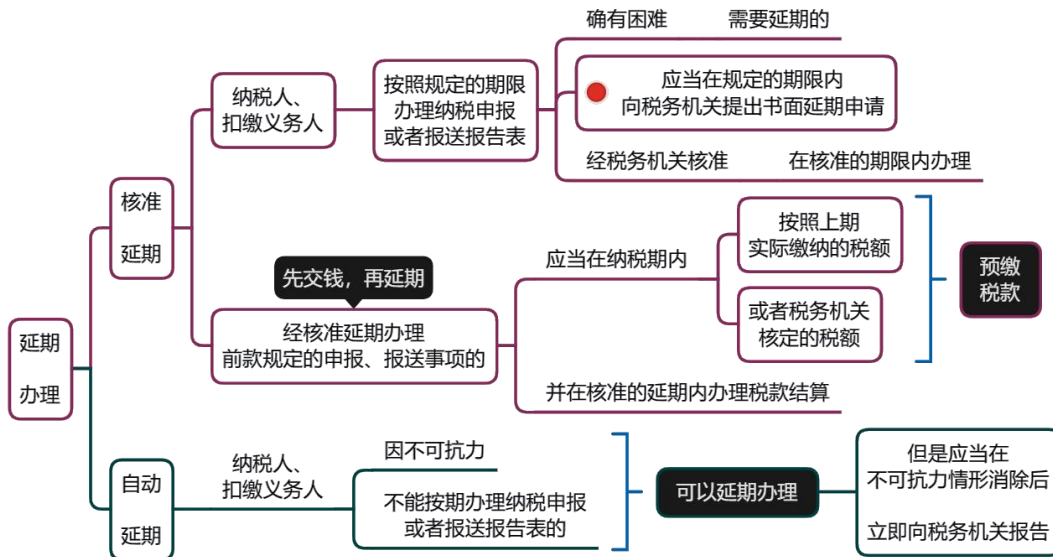 延期
办理
核准
延期
纳税人、
扣缴义务人
按照规定的期限
办理纳税申报
或者报送报告表
确有困难
需要延期的
应当在规定的期限内
向税务机关提出书面延期申请
经税务机关核准
在核准的期限内办理
先交钱，再延期
经核准延期办理
前款规定的申报、报送事项的
应当在纳税期内
按照上期
实际缴纳的税额
或者税务机关
核定的税额
预缴
税款
并在核准的延期内办理税款结算
自动
延期
纳税人、
扣缴义务人
因不可抗力
不能按期办理纳税申报
或者报送报告表的
可以延期办理
但是应当在
不可抗力情形消除后
立即向税务机关报告